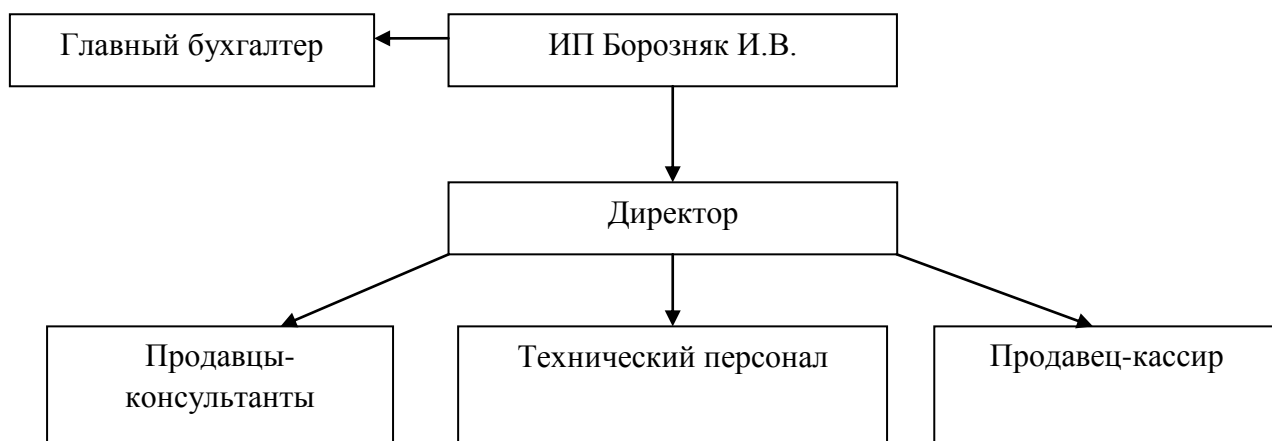 Главный бухгалтер
ИП Борозняк И.В.
Директор
Продавцы-
консультанты
Технический персонал
Продавец-кассир